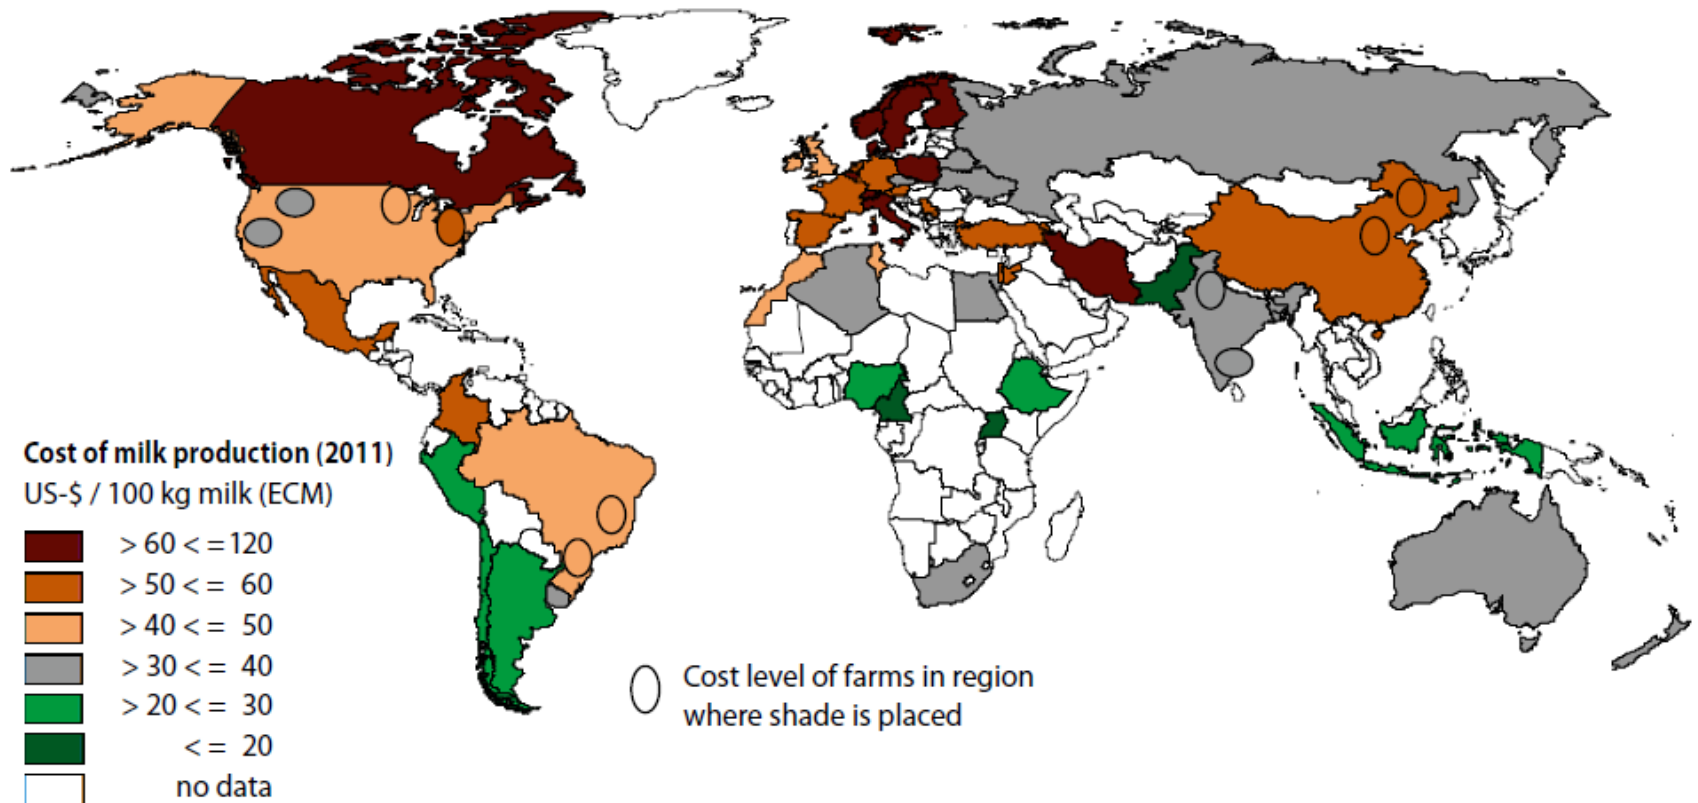 Cost of milk production (2011)
US-$ / 100 kg milk (ECM)
> 60 < = 120
> 50 < = 60
> 40 < = 50
> 30 < = 40
> 20 < = 30
< = 20
no data
Cost level of farms in region
where shade is placed